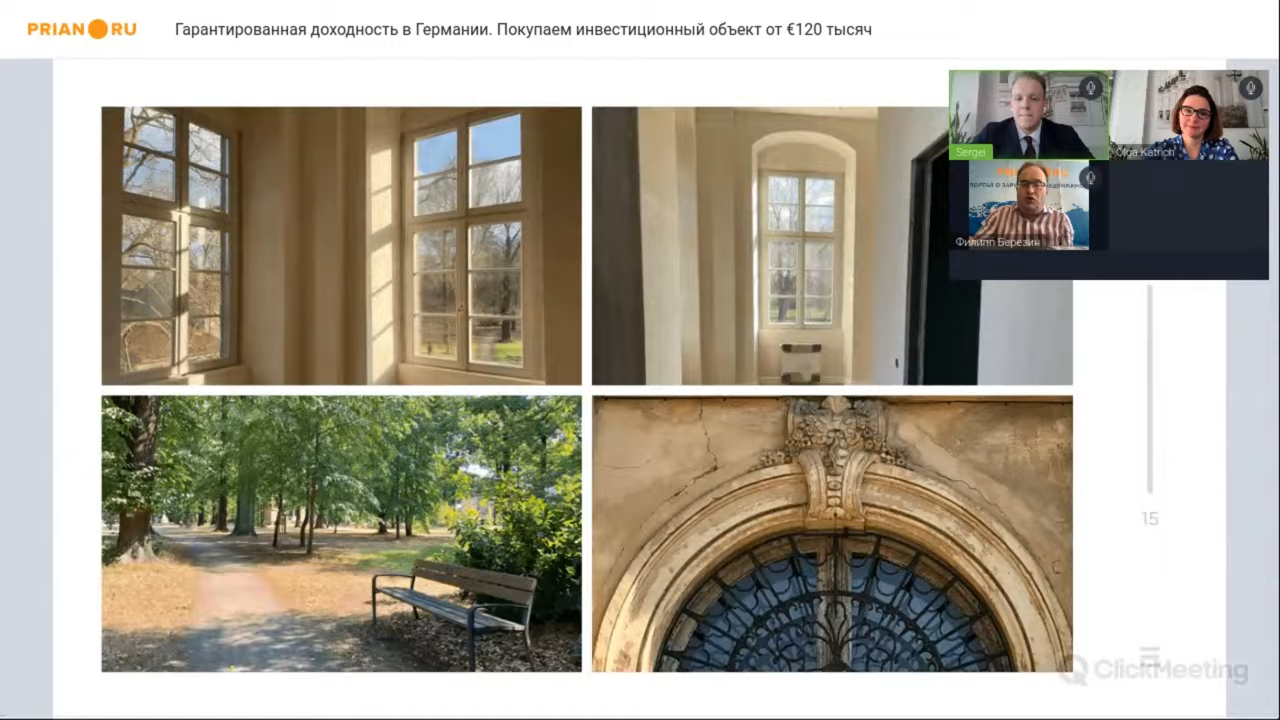 PRIAN RU
Гарантированная доходность в Германии. Покупаем инвестиционный объект от €120 тысяч
Sergei
Olga Katrich
Филипп Березин
15
ClickMeeting